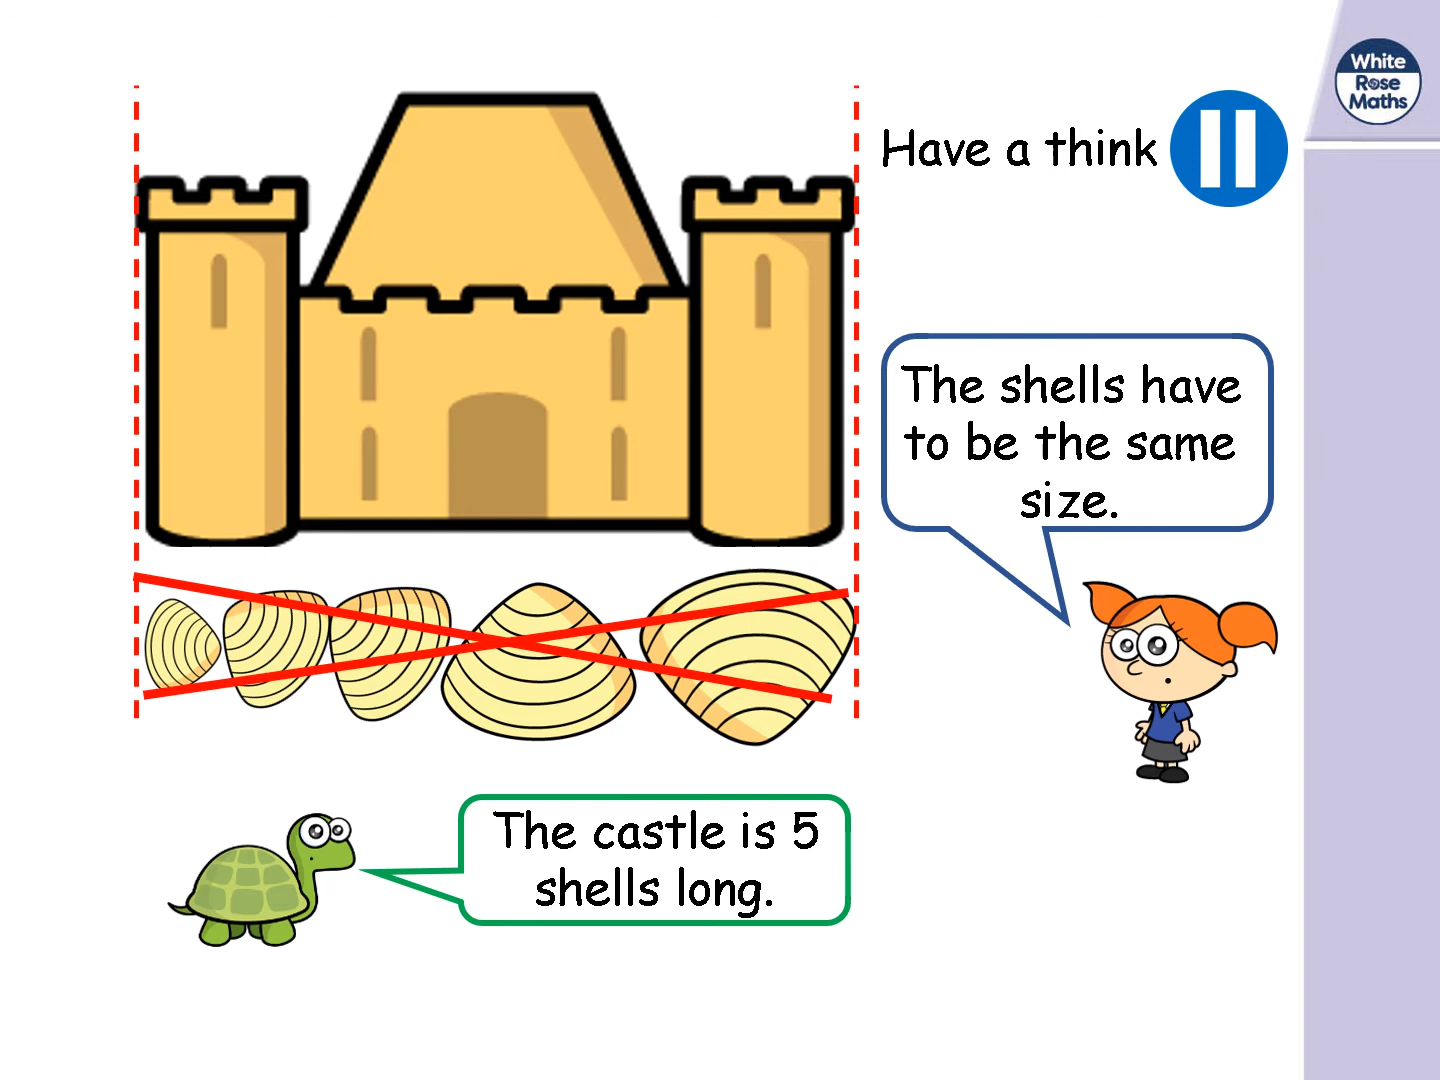 White
Rose
Maths
Have a think
The shells have
to be the same
size.
The castle is 5
shells long.